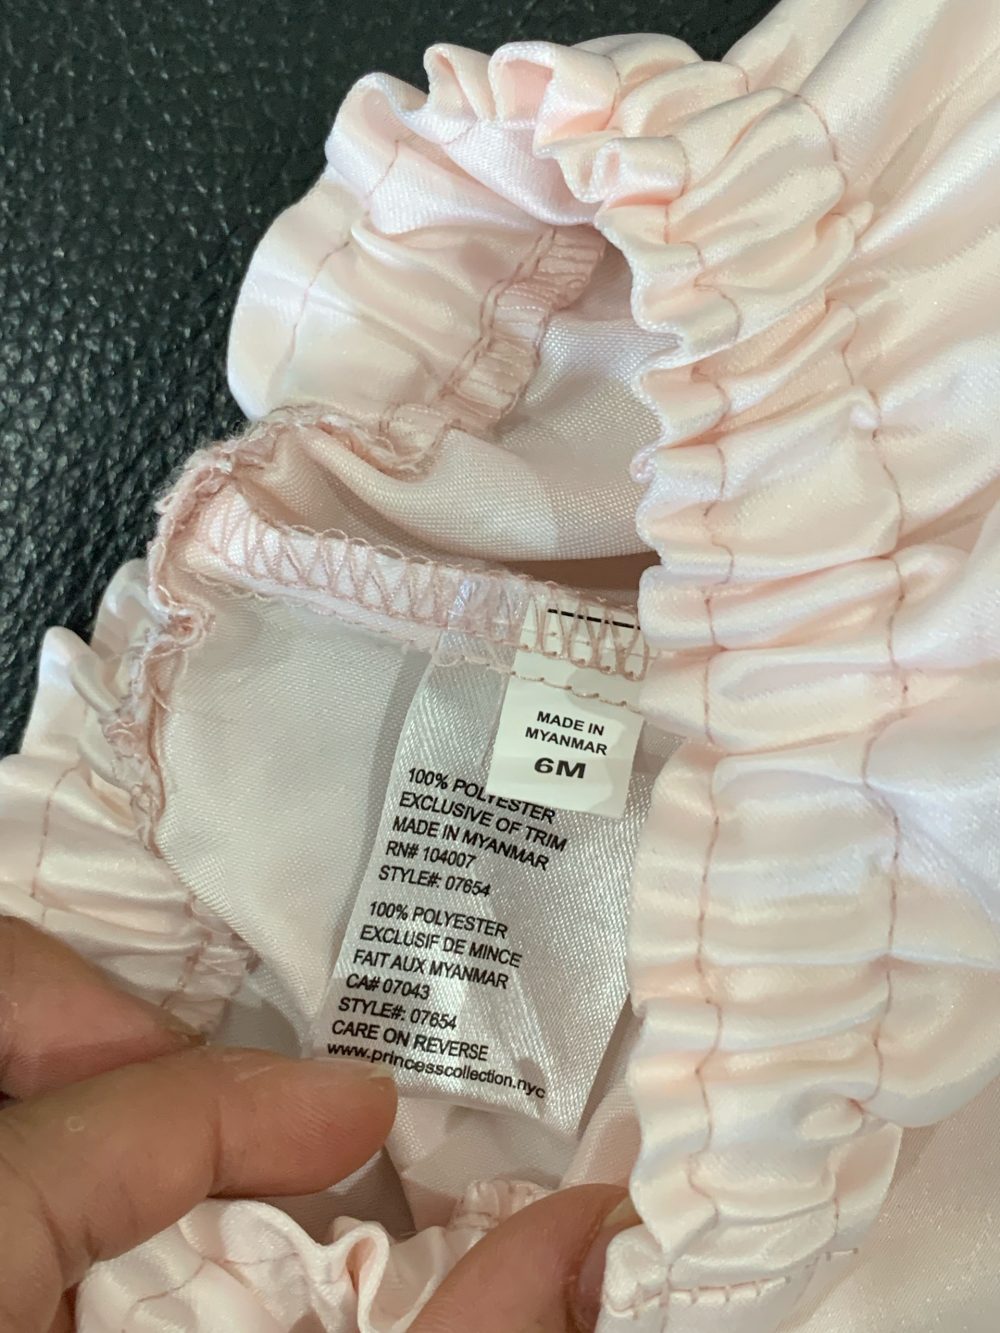 MADE IN
MYANMAR
6M
100% POLYESTER
EXCLUSIVE OF TRIM
MADE IN MYANMAR
RN# 104007
STYLE#: 07654
100% POLYESTER
EXCLUSIF DE MINCE
FAIT AUX MYANMAR
CA# 07043
STYLE#: 07654
CARE ON REVERSE
www.princesscollection.nyc